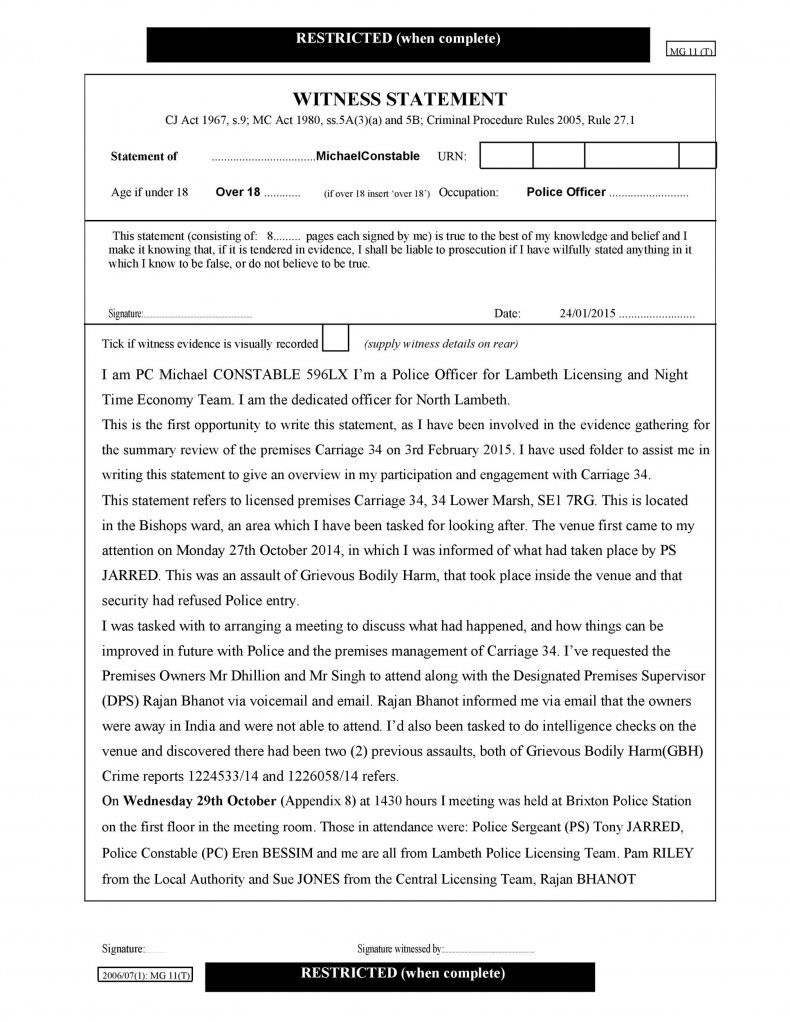 RESTRICTED (when complete)
MG 11 (T)
WITNESS STATEMENT
CJ Act 1967, s.9; MC Act 1980, ss.5A(3)(a) and 5B; Criminal Procedure Rules 2005, Rule 27.1
Statement of ..................................MichaelConstable URN:
Age if under 18 Over 18 ............ (if over 18 insert ‘over 18’) Occupation: Police Officer ..........................
This statement (consisting of: 8......... pages each signed by me) is true to the best of my knowledge and belief and I
make it knowing that, if it is tendered in evidence, I shall be liable to prosecution if I have wilfully stated anything in it
which I know to be false, or do not believe to be true.
Signature:.................................................... Date: 24/01/2015 .........................
Tick if witness evidence is visually recorded (supply witness details on rear)
I am PC Michael CONSTABLE 596LX I’m a Police Officer for Lambeth Licensing and Night
Time Economy Team. I am the dedicated officer for North Lambeth.
This is the first opportunity to write this statement, as I have been involved in the evidence gathering for
the summary review of the premises Carriage 34 on 3rd February 2015. I have used folder to assist me in
writing this statement to give an overview in my participation and engagement with Carriage 34.
This statement refers to licensed premises Carriage 34, 34 Lower Marsh, SE1 7RG. This is located
in the Bishops ward, an area which I have been tasked for looking after. The venue first came to my
attention on Monday 27th October 2014, in which I was informed of what had taken place by PS
JARRED. This was an assault of Grievous Bodily Harm, that took place inside the venue and that
security had refused Police entry.
I was tasked with to arranging a meeting to discuss what had happened, and how things can be
improved in future with Police and the premises management of Carriage 34. I’ve requested the
Premises Owners Mr Dhillion and Mr Singh to attend along with the Designated Premises Supervisor
(DPS) Rajan Bhanot via voicemail and email. Rajan Bhanot informed me via email that the owners
were away in India and were not able to attend. I’d also been tasked to do intelligence checks on the
venue and discovered there had been two (2) previous assaults, both of Grievous Bodily Harm(GBH)
Crime reports 1224533/14 and 1226058/14 refers.
On Wednesday 29th October (Appendix 8) at 1430 hours I meeting was held at Brixton Police Station
on the first floor in the meeting room. Those in attendance were: Police Sergeant (PS) Tony JARRED,
Police Constable (PC) Eren BESSIM and me are all from Lambeth Police Licensing Team. Pam RILEY
from the Local Authority and Sue JONES from the Central Licensing Team, Rajan BHANOT
Signature:......... Signature witnessed by:...........................................
2006/07(1): MG 11(T)
RESTRICTED (when complete)